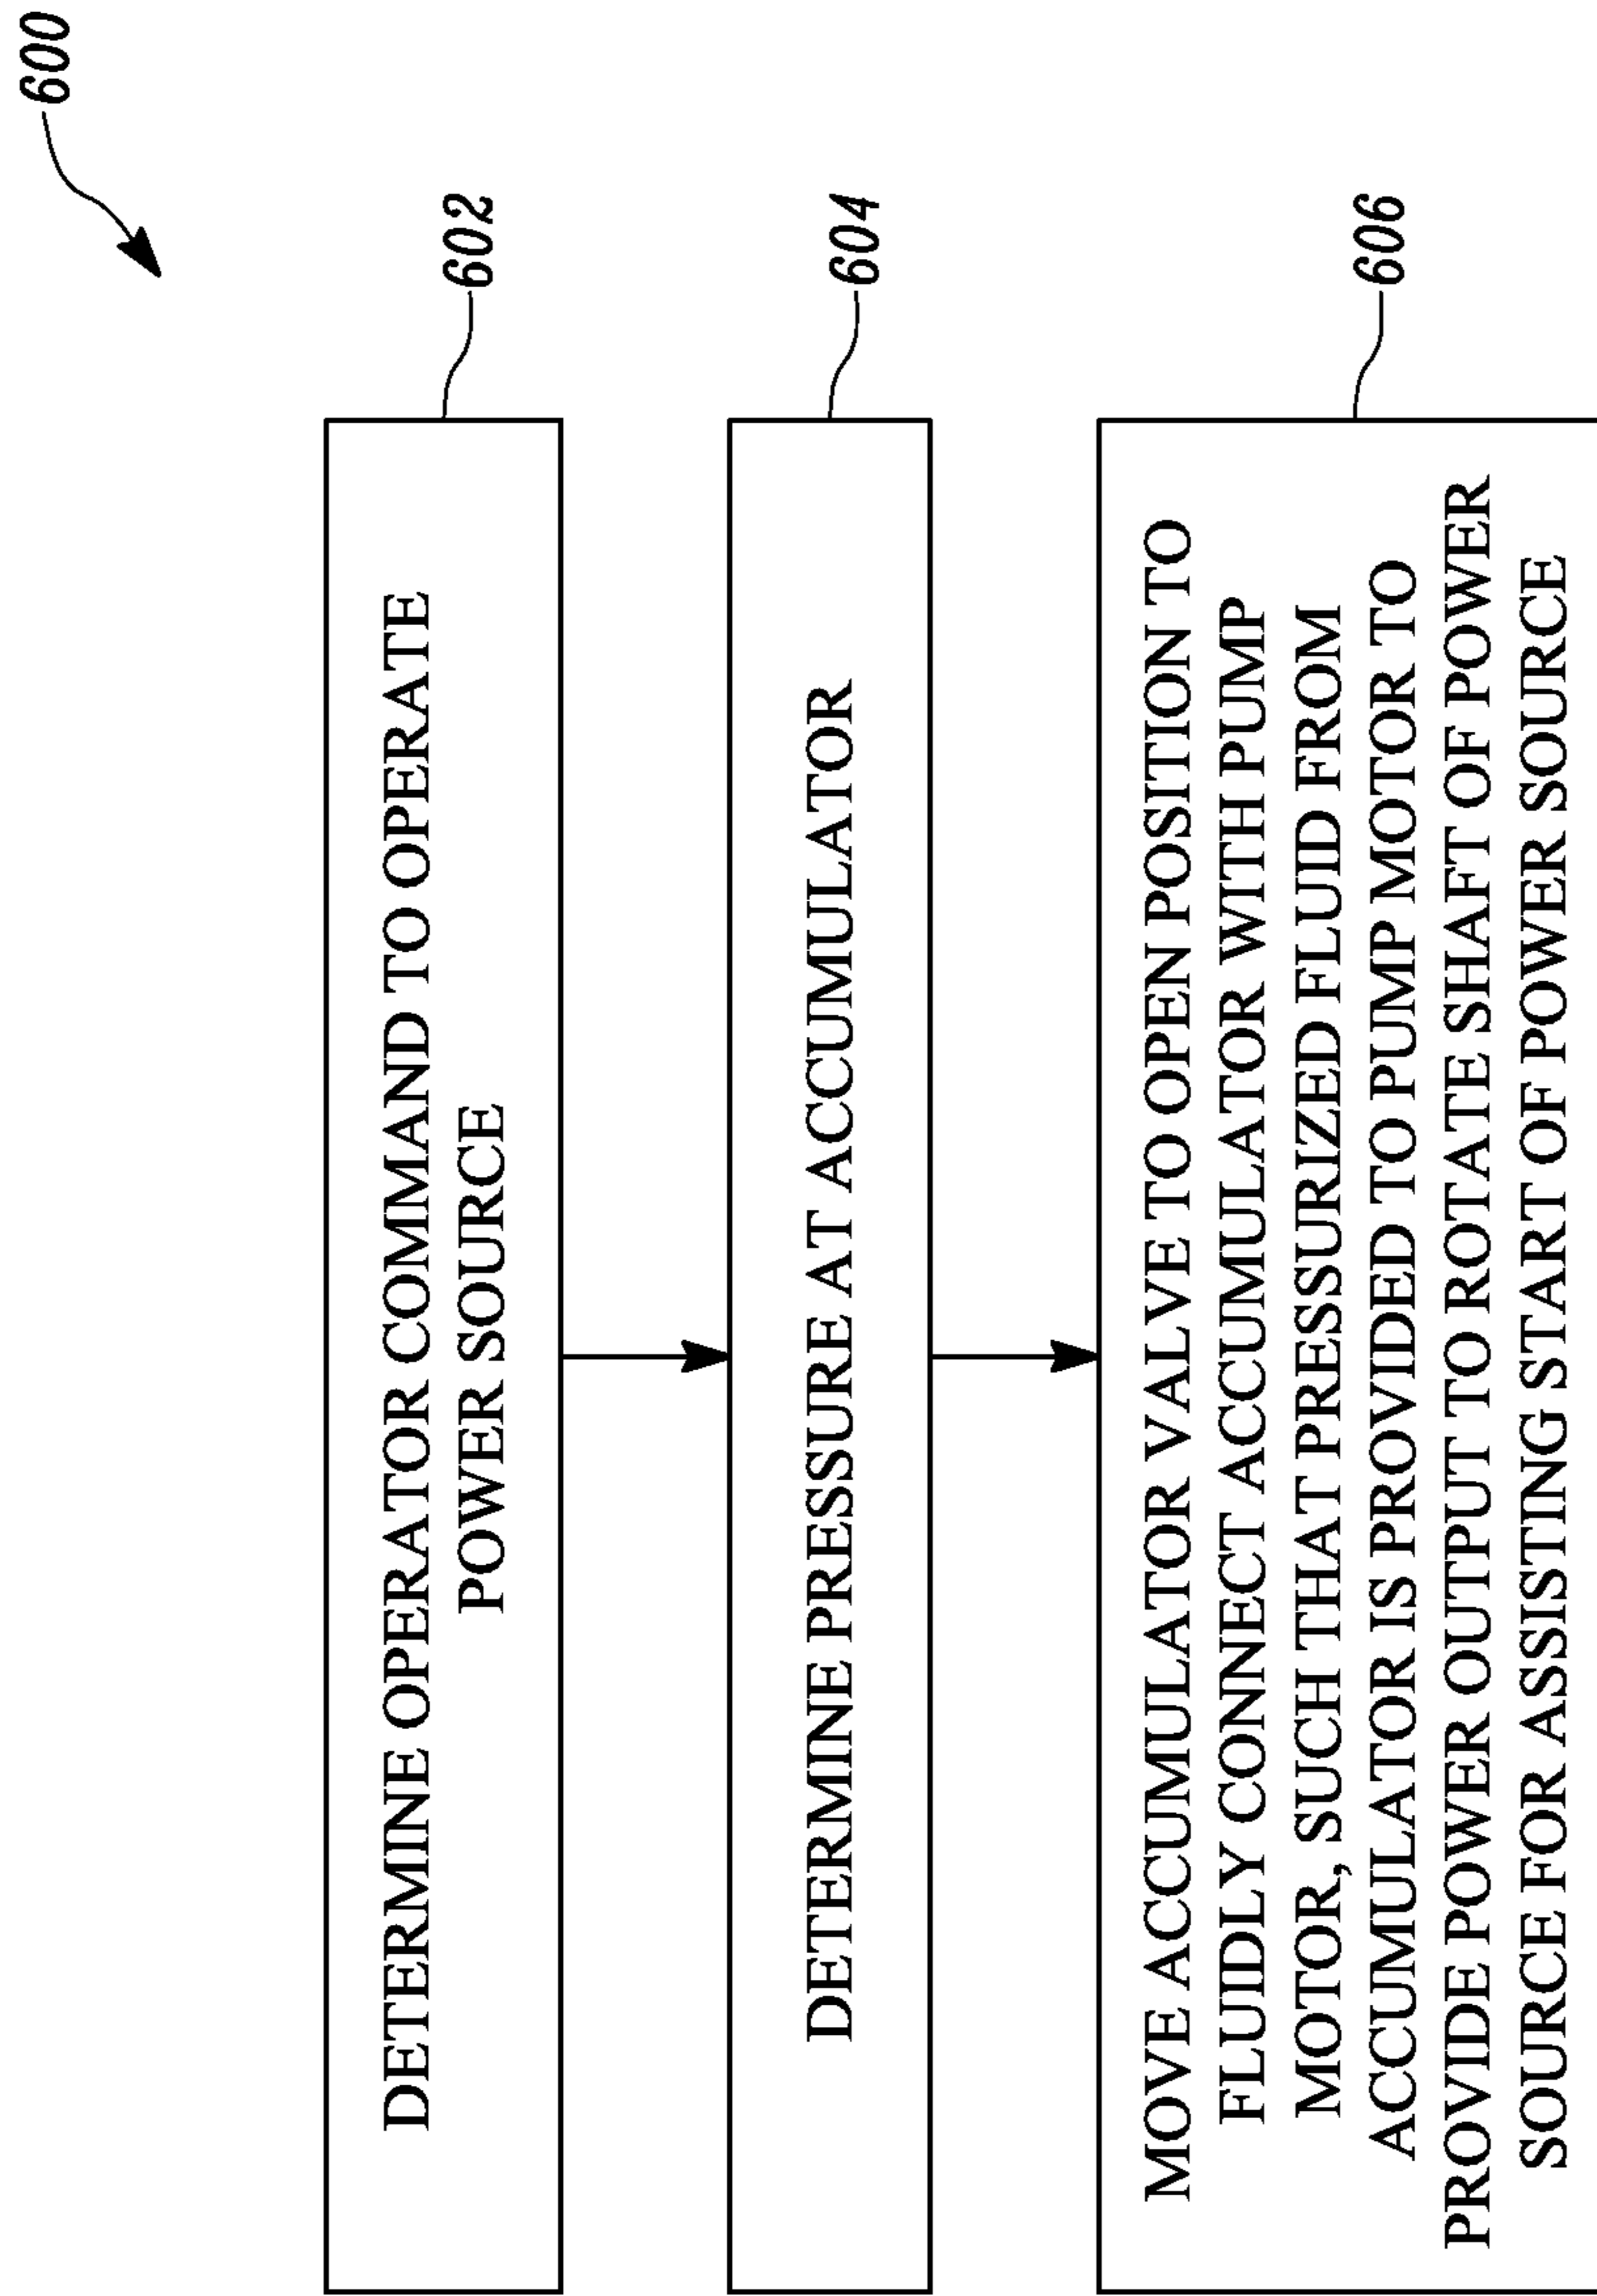 600
602
DETERMINE OPERATOR COMMAND TO OPERATE
POWER SOURCE
604
DETERMINE PRESSURE AT ACCUMULATOR
606
MOVE ACCUMULATOR VALVE TO OPEN POSITION TO
FLUIDLY CONNECT ACCUMULATOR WITH PUMP
MOTOR, SUCH THAT PRESSURIZED FLUID FROM
ACCUMULATOR IS PROVIDED TO PUMP MOTOR TO
PROVIDE POWER OUTPUT TO ROTATE SHAFT OF POWER
SOURCE FOR ASSISTING START OF POWER SOURCE